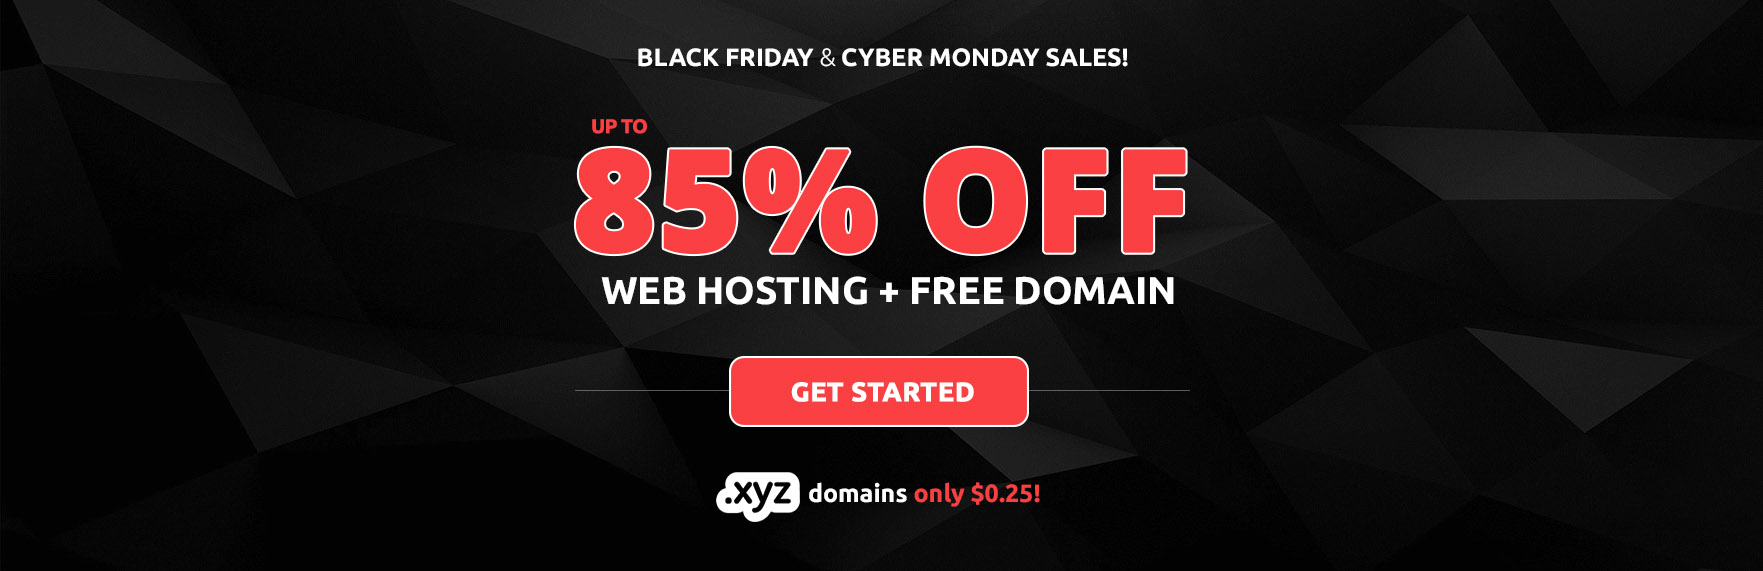 BLACK FRIDAY & CYBER MONDAY SALES!
UP TO
85% OFF
WEB HOSTING + FREE DOMAIN
GET STARTED
.xyz domains only $0.25!